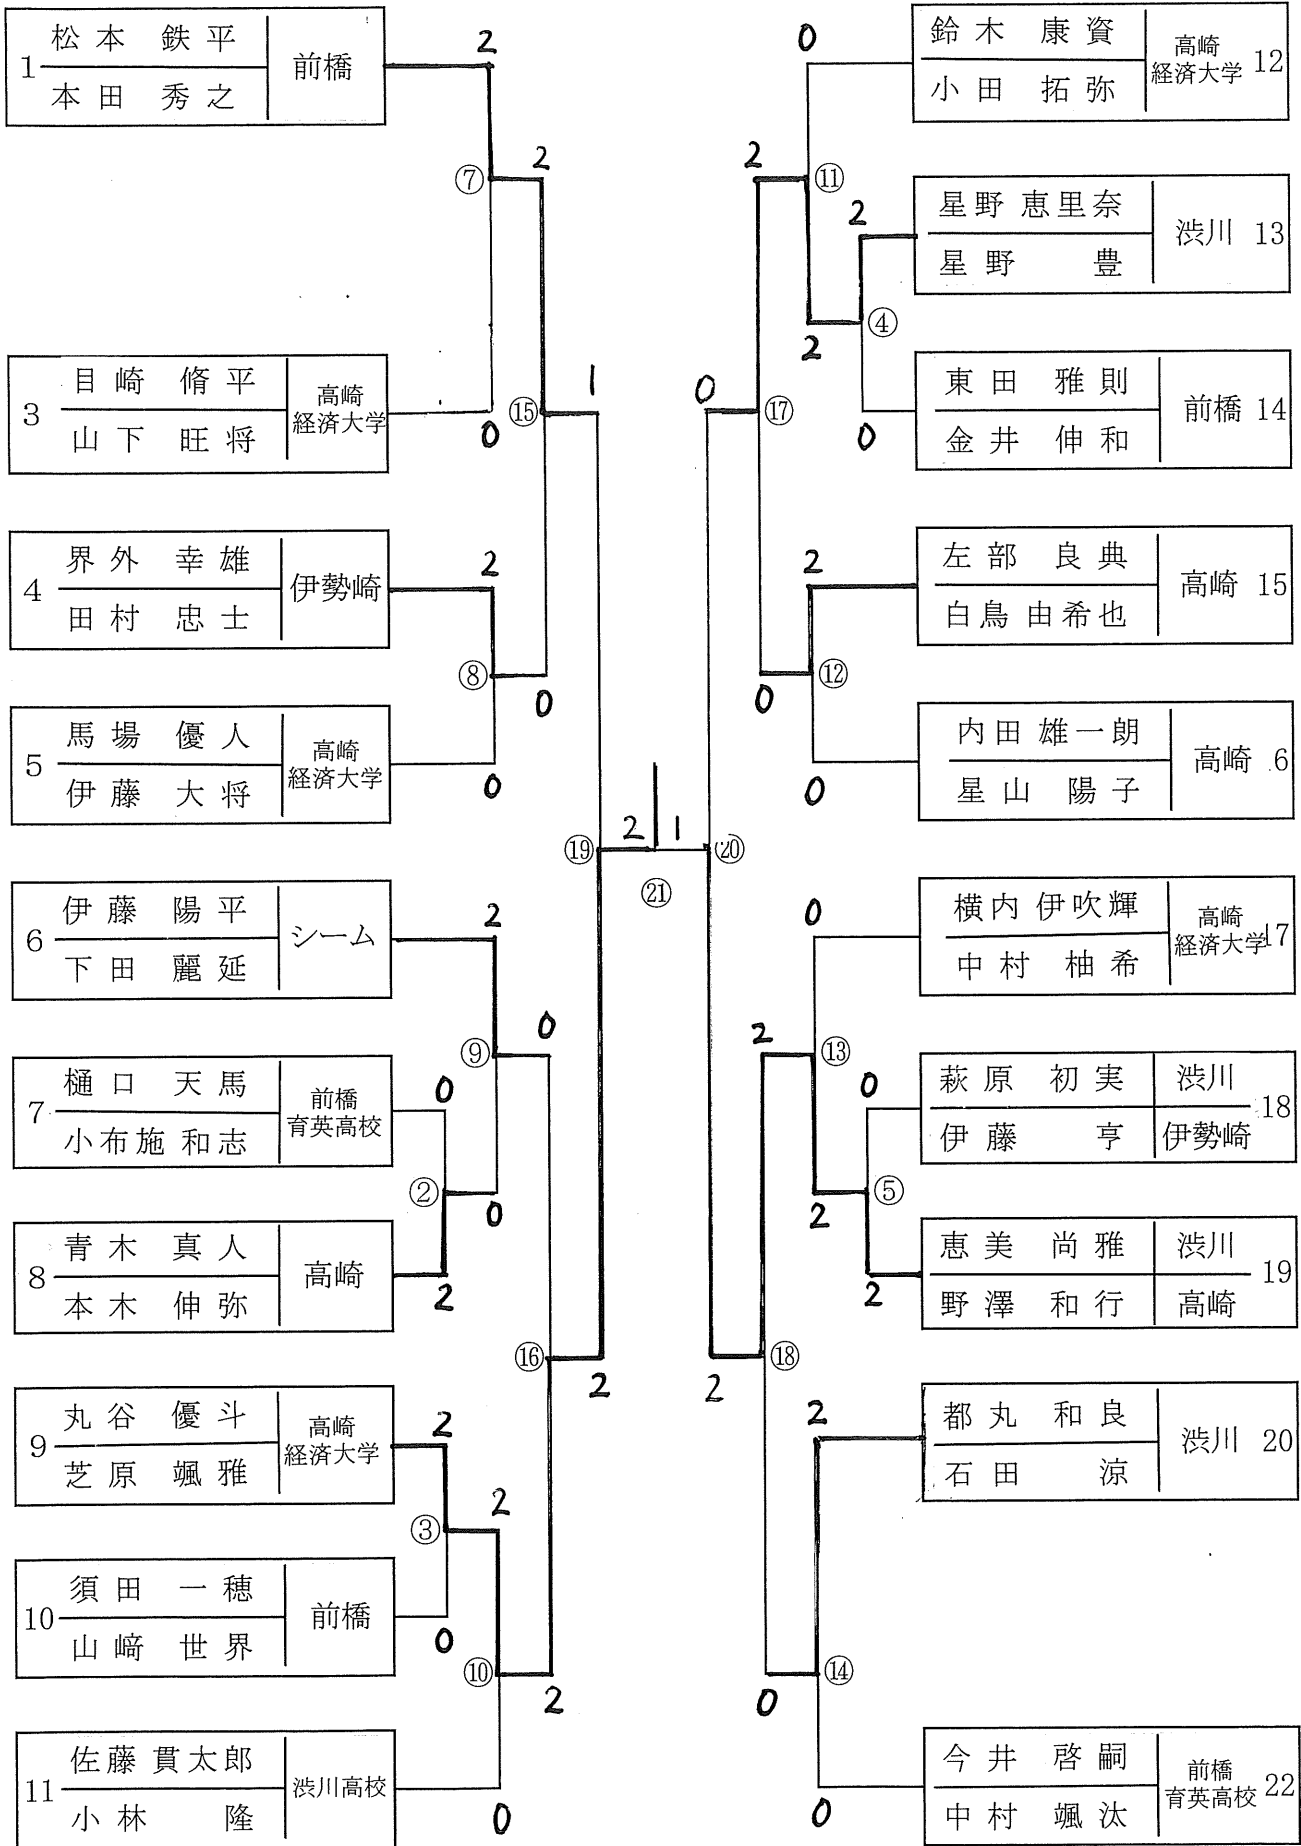 1
松本 鉄平
本田 秀之
前橋
2
⑦
2
3
目崎 脩平
山下 旺将
高崎
経済大学
0
⑮
1
4
界外 幸雄
田村 忠士
伊勢崎
2
⑧
0
5
馬場 優人
伊藤 大将
高崎
経済大学
0
6
伊藤 陽平
下田 麗延
シーム
2
⑨
0
7
樋口 天馬
小布施 和志
前橋
育英高校
0
②
0
8
青木 真人
本木 伸弥
高崎
2
⑯
2
9
丸谷 優斗
芝原 颯雅
高崎
経済大学
2
③
2
10
須田 一穂
山﨑 世界
前橋
0
⑩
2
11
佐藤 貫太郎
小林 隆
渋川高校
0
⑲
2
1
⑳
㉑
鈴木 康資
小田 拓弥
高崎
経済大学
12
0
2
⑪
星野 恵里奈
星野 豊
渋川
13
2
④
2
東田 雅則
金井 伸和
前橋
14
0
0
⑰
左部 良典
白鳥 由希也
高崎
15
2
⑫
0
内田 雄一朗
星山 陽子
高崎
6
0
横内 伊吹輝
中村 柚希
高崎
経済大学
17
0
2
⑬
萩原 初実
伊藤 亨
渋川
伊勢崎
18
0
⑤
2
恵美 尚雅
野澤 和行
渋川
高崎
19
2
⑱
2
都丸 和良
石田 涼
渋川
20
2
⑭
0
今井 啓嗣
中村 颯汰
前橋
育英高校
22
0